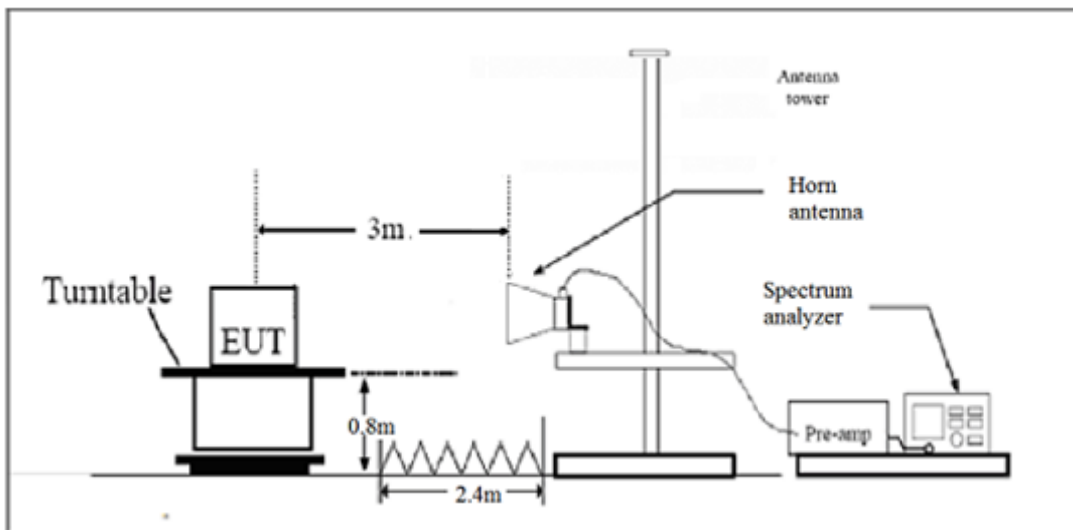 Antenna
tower
Horn
antenna
3m.
Turntable
EUT
Spectrum
analyzer
0.8m
Pre-amp
2.4m